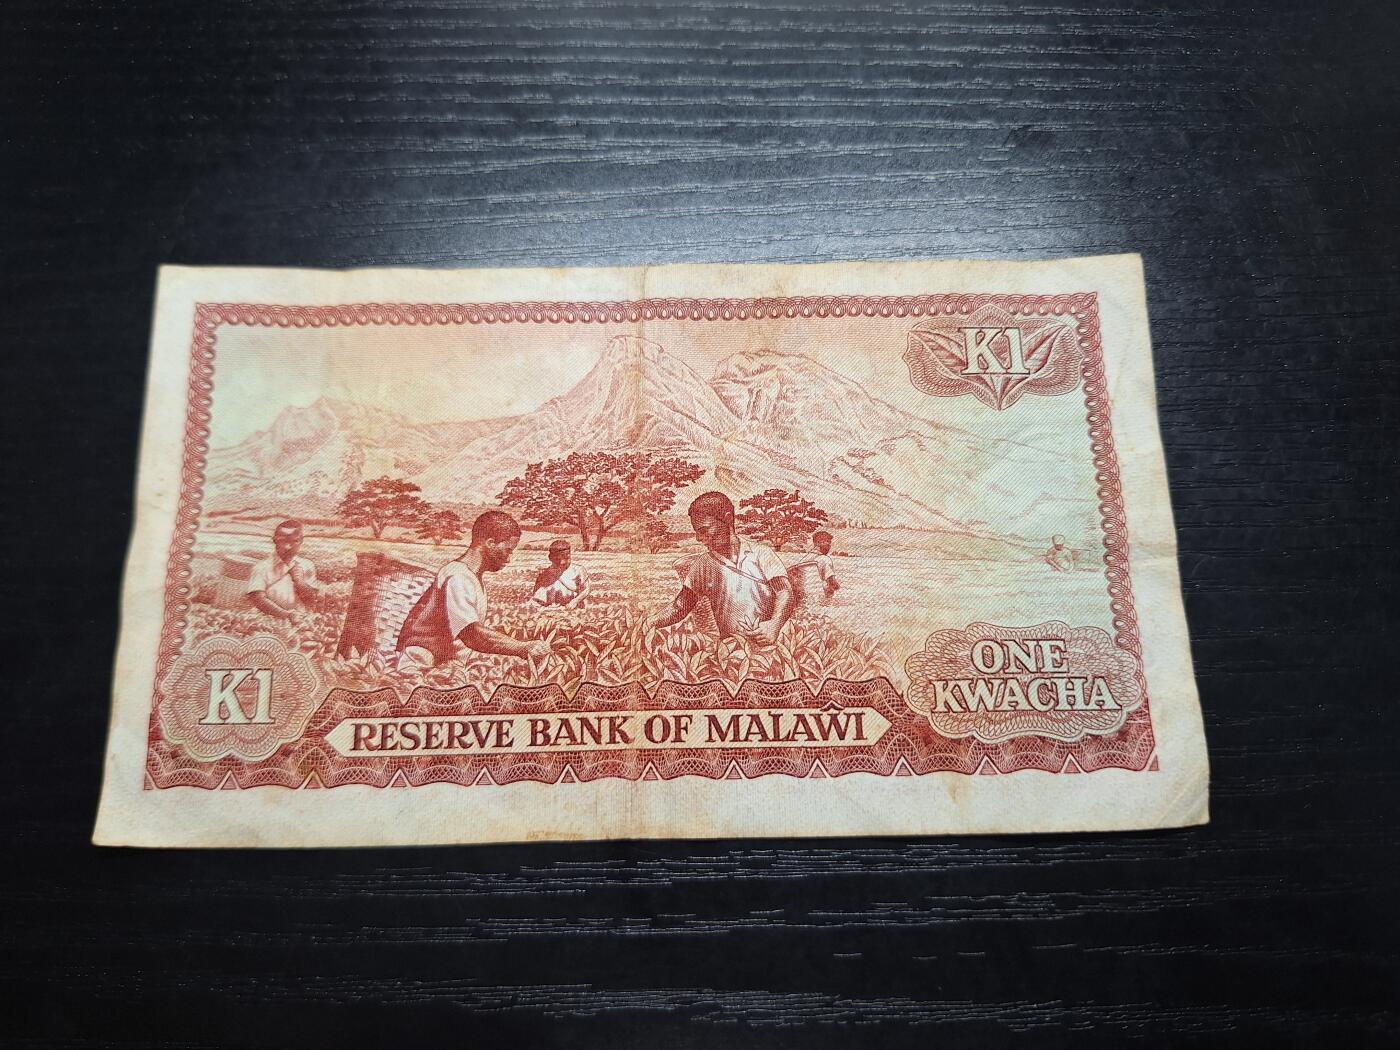 K1
K1
ONE
KWACHA
RESERVE BANK OF MALAŴI